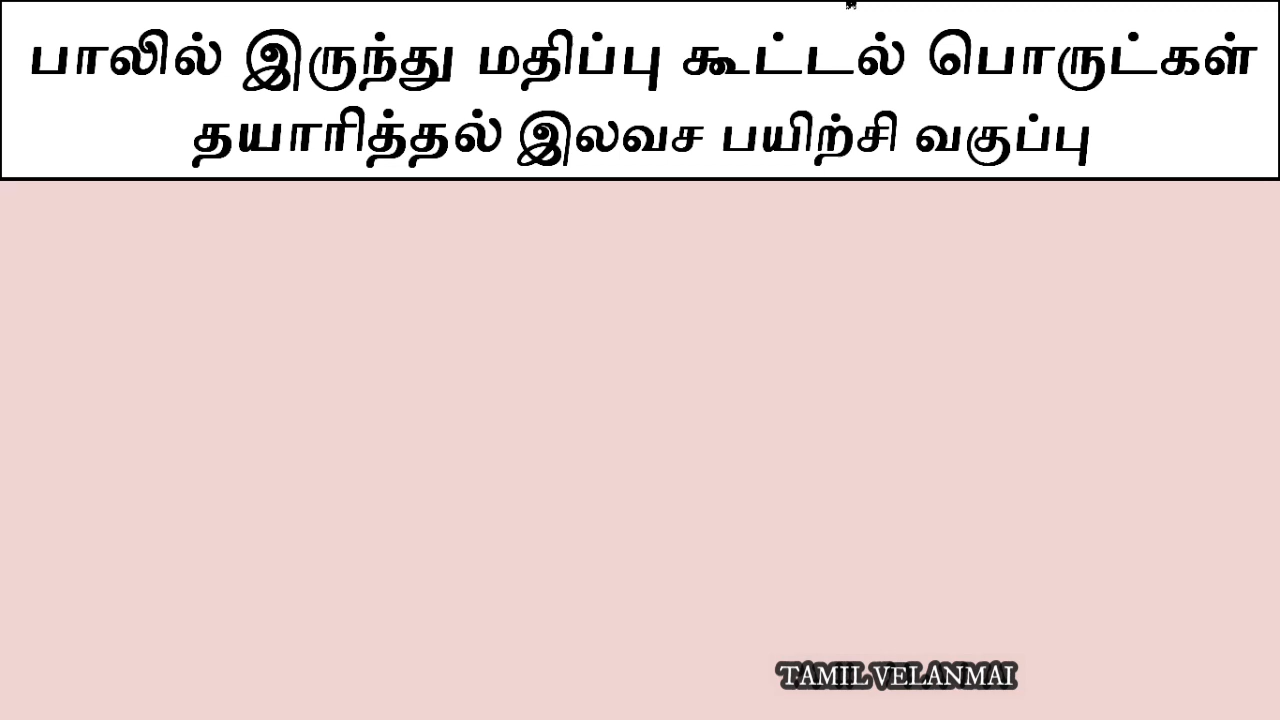 பாலில் இருந்து மதிப்பு கூட்டல் பொருட்கள்
தயாரித்தல் இலவச பயிற்சி வகுப்பு
TAMIL VELANMAI